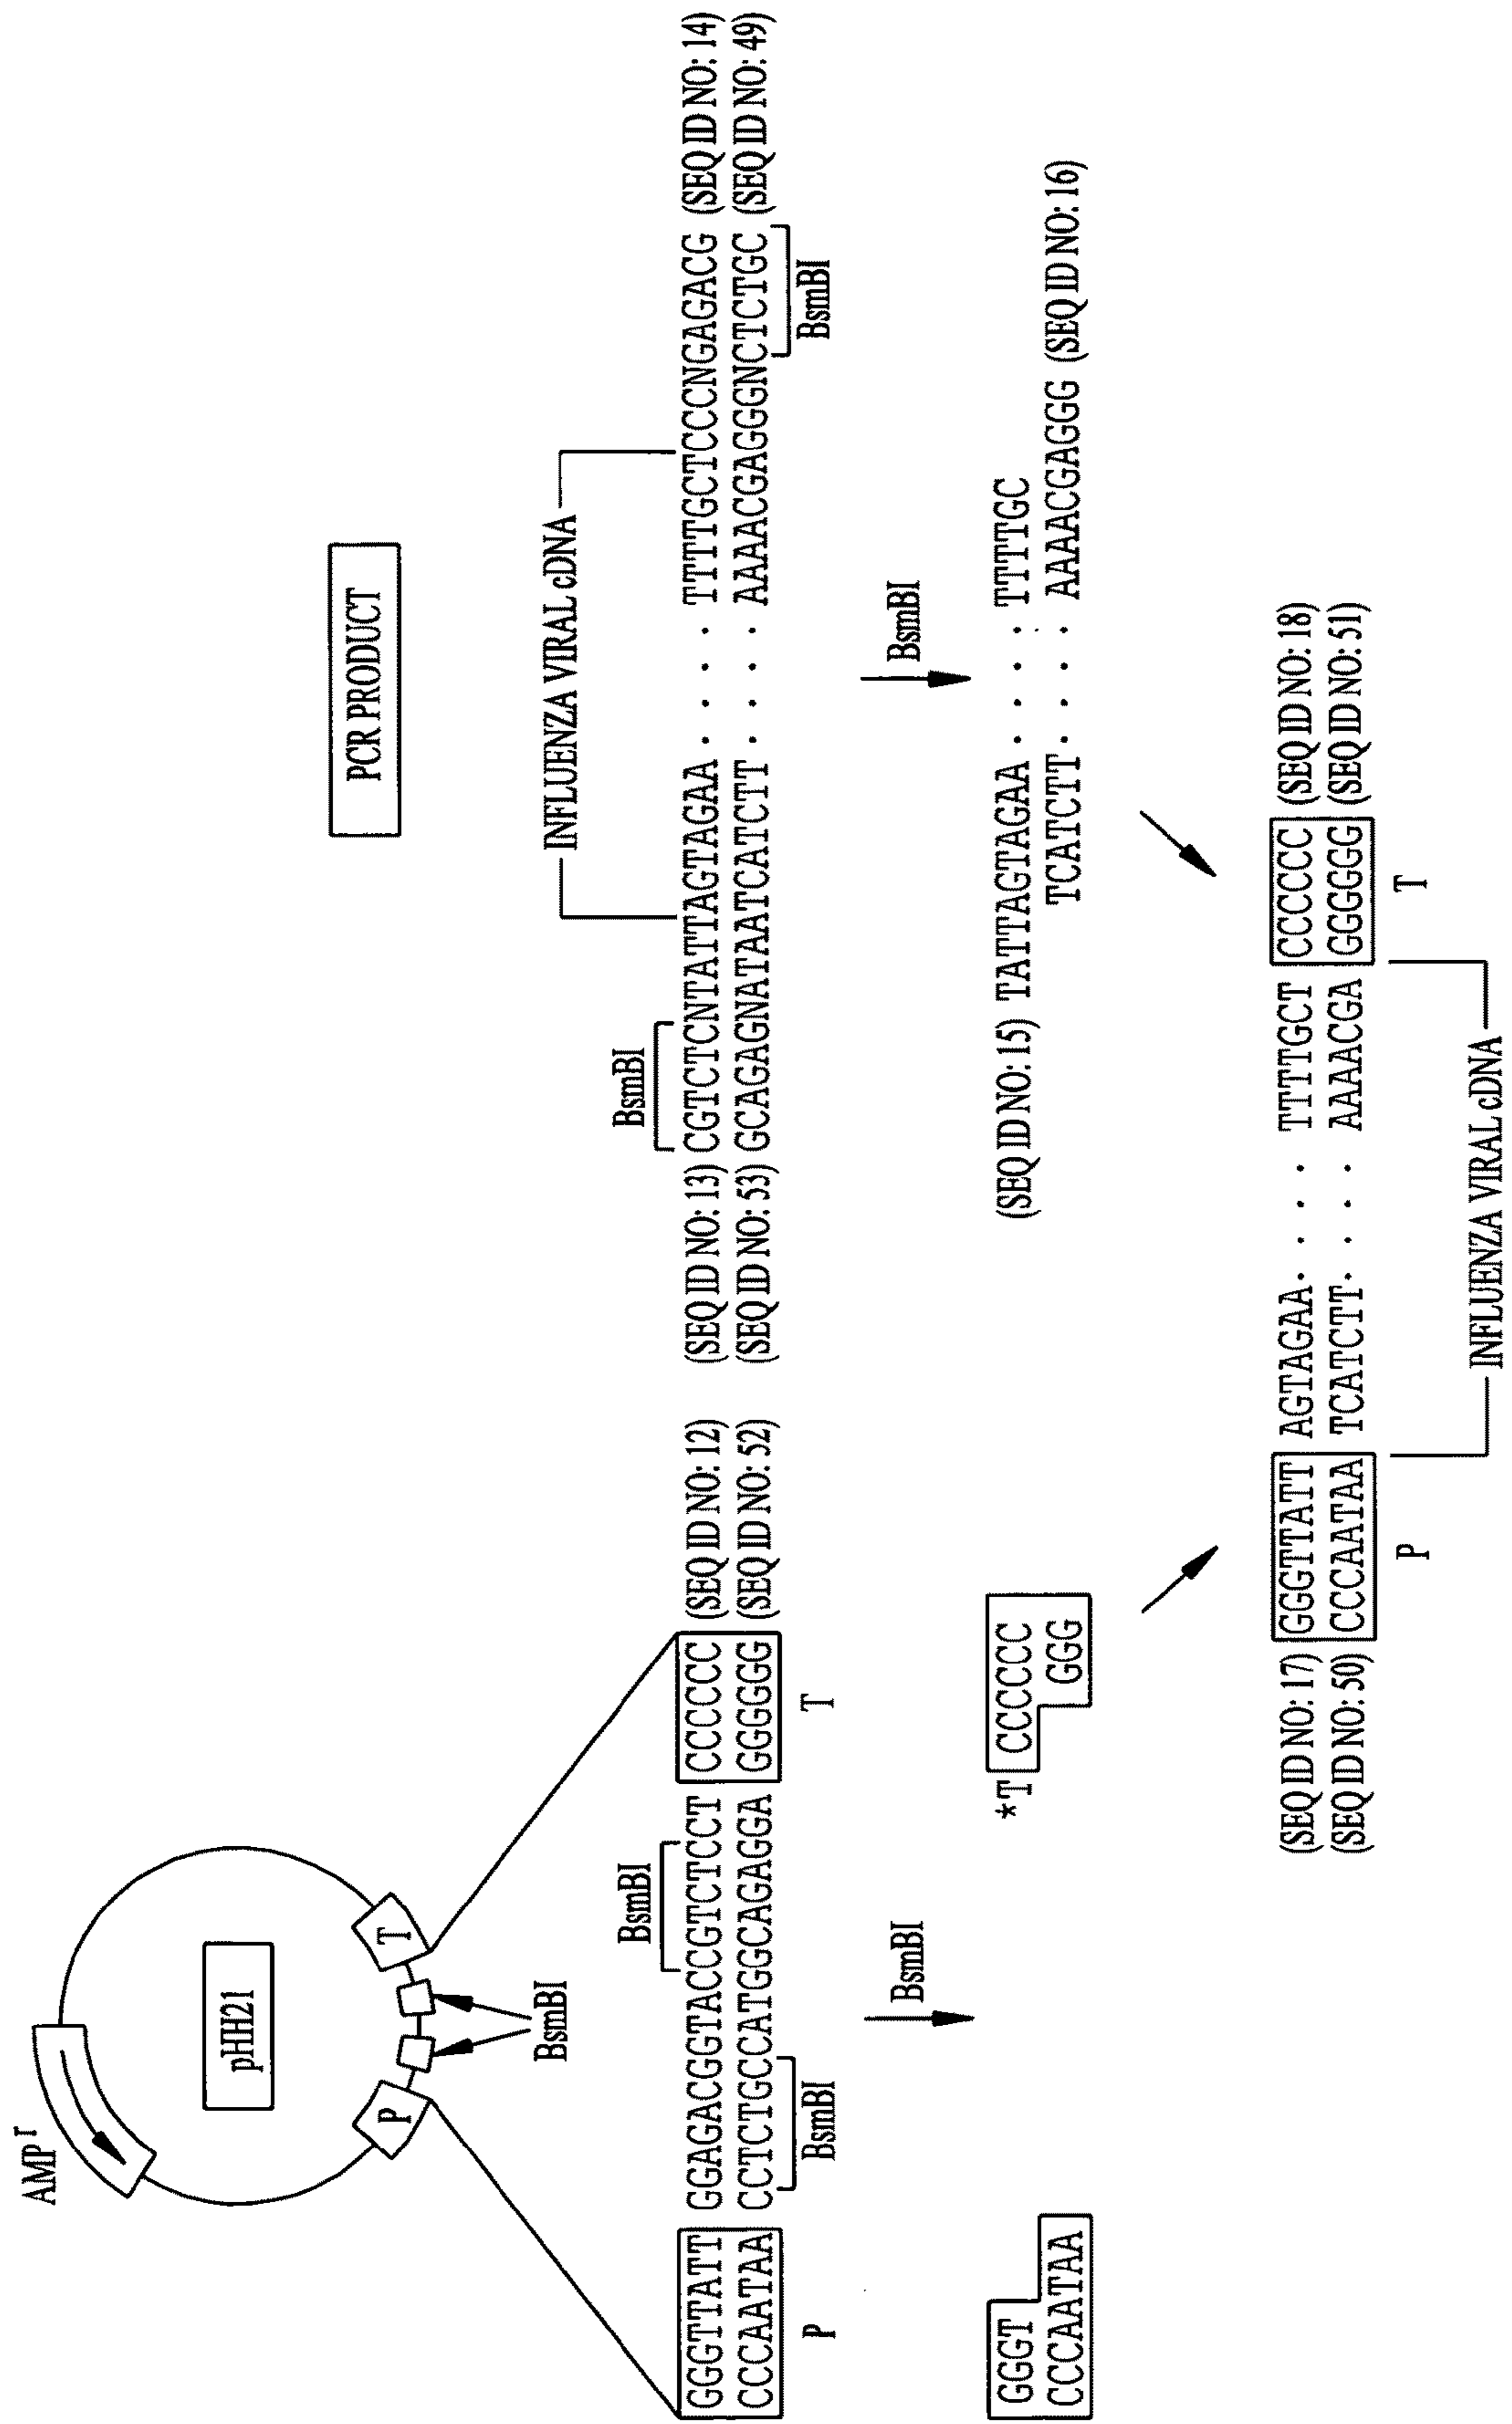 AMPr
pHH21
P
T
BsmBI
PCR PRODUCT
INFLUENZA VIRAL cDNA
BsmBI
GGGTTATT GGAGACGGTACCGTCTCCT CCCCCC (SEQ ID NO: 12)
CCCAATAA CCTCTGCCATGGCAGAGGA GGGGGG (SEQ ID NO: 52)
P
BsmBI
T
BsmBI
(SEQ ID NO: 13) CGTCTCNTATTAGTAGAA . . . . TTTTGCTCCCNGAGACG (SEQ ID NO: 14)
(SEQ ID NO: 53) GCAGAGNATAATCATCTT . . . . AAAACGAGGGNCTCTGC (SEQ ID NO: 49)
BsmBI
BsmBI
BsmBI
GGGT
CCCAATAA
*T CCCCCC
GGG
(SEQ ID NO: 15) TATTAGTAGAA . . . . TTTTGC
TCATCTT . . . . AAAACGAGGG (SEQ ID NO: 16)
(SEQ ID NO: 17) GGGTTATT AGTAGAA . . . . TTTTGCT CCCCCC (SEQ ID NO: 18)
(SEQ ID NO: 50) CCCAATAA TCATCTT . . . . AAAACGA GGGGGG (SEQ ID NO: 51)
P
T
INFLUENZA VIRAL cDNA